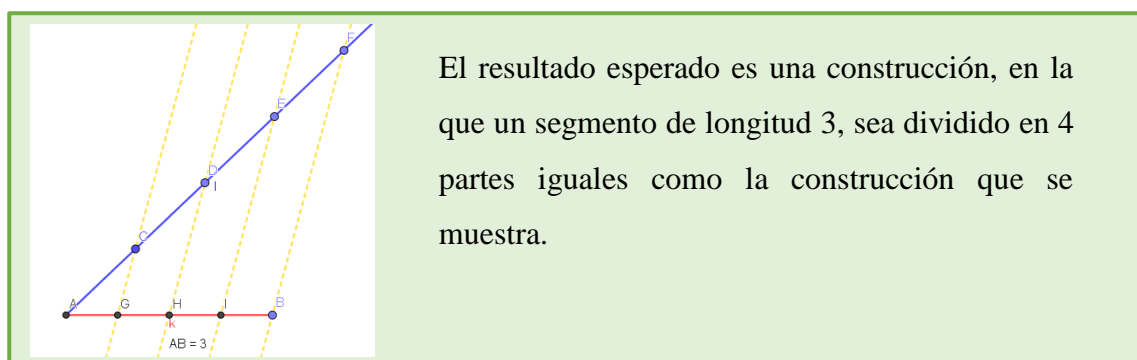 F
E
D
l
C
A
G
H
I
B
k
AB = 3
El resultado esperado es una construcción, en la
que un segmento de longitud 3, sea dividido en 4
partes iguales como la construcción que se
muestra.